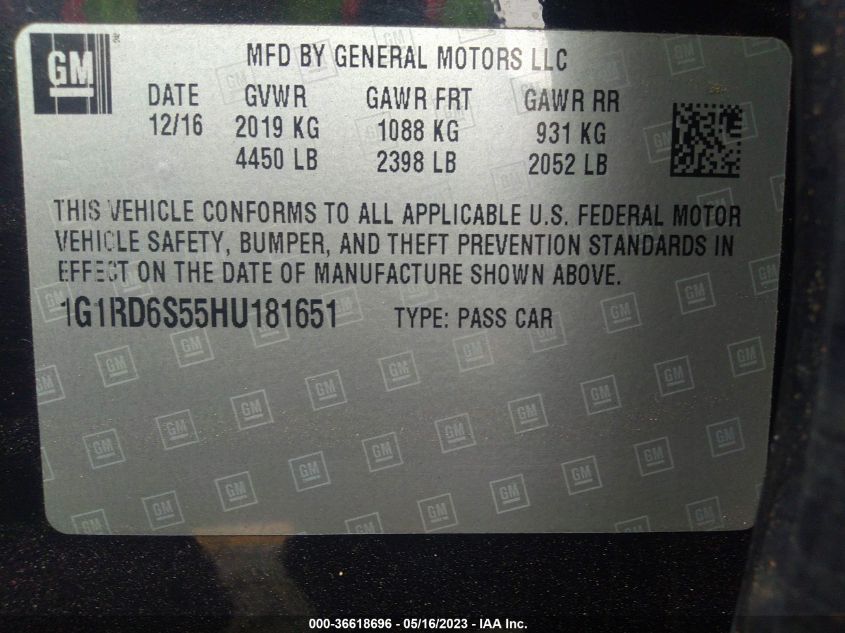 GM
MFD BY GENERAL MOTORS LLC
DATE GVWR GAWR FRT GAWR RR
12/16 2019 KG 1088 KG 931 KG
4450 LB 2398 LB 2052 LB
THIS VEHICLE CONFORMS TO ALL APPLICABLE U.S. FEDERAL MOTOR
VEHICLE SAFETY, BUMPER, AND THEFT PREVENTION STANDARDS IN
EFFECT ON THE DATE OF MANUFACTURE SHOWN ABOVE.
1G1RD6S55HU181651 TYPE: PASS CAR
000-36618696 - 05/16/2023 - IAA Inc.